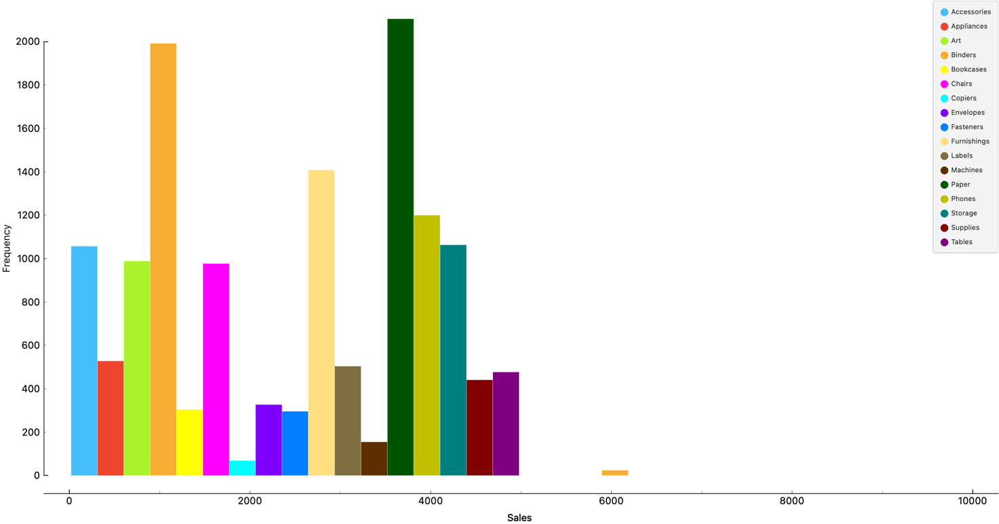 2000
1800
1600
1400
1200
1000
800
600
400
200
0
Frequency
0 2000 4000 6000 8000 10000
Sales
Accessories
Appliances
Art
Binders
Bookcases
Chairs
Copiers
Envelopes
Fasteners
Furnishings
Labels
Machines
Paper
Phones
Storage
Supplies
Tables